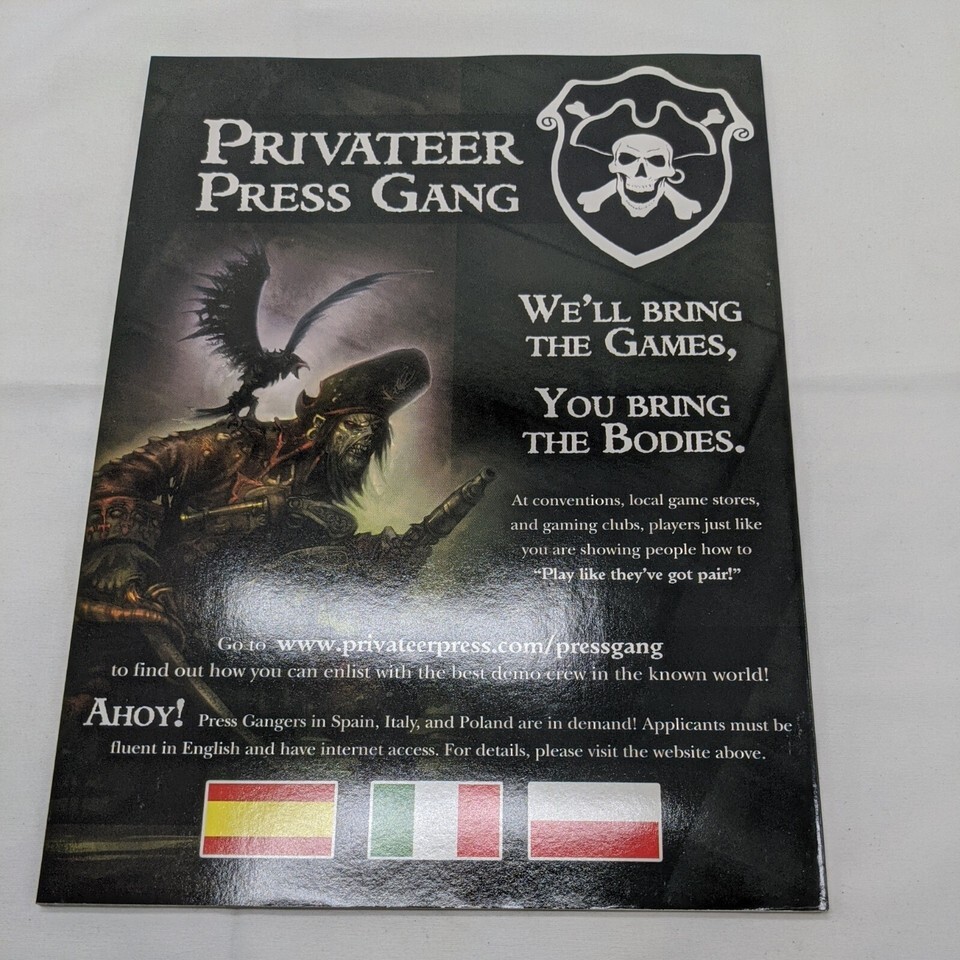 PRIVATEER
PRESS GANG
WE'LL BRING
THE GAMES,
YOU BRING
THE BODIES.
At conventions, local game stores,
and gaming clubs, players just like
you are showing people how to
“Play like they've got pair!”
Go to www.privateerpress.com/pressgang
to find out how you can enlist with the best demo crew in the known world!
AHOY! Press Gangers in Spain, Italy, and Poland are in demand! Applicants must be
fluent in English and have internet access. For details, please visit the website above.